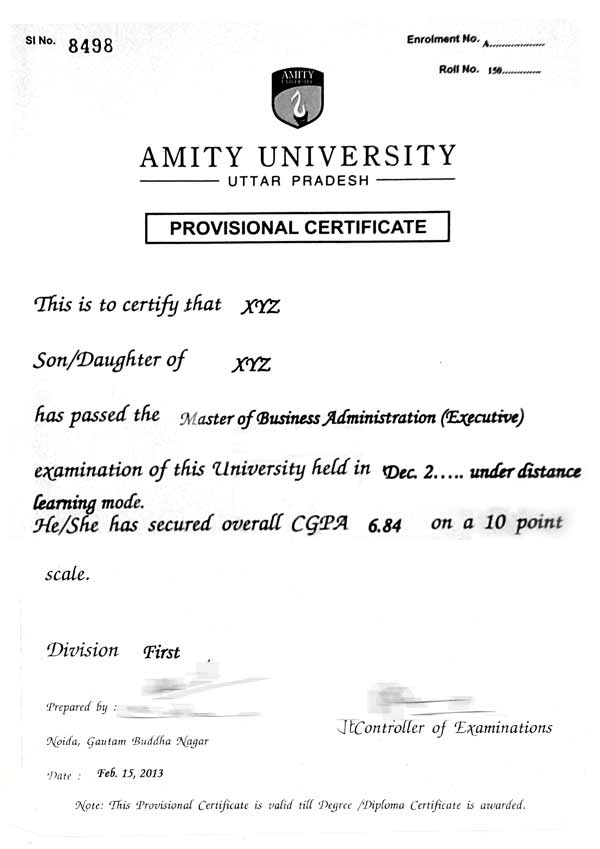 Sl No. 8498
Enrolment No. A..................
Roll No. 150.............
AMITY
UNIVERSITY
AMITY UNIVERSITY
UTTAR PRADESH
PROVISIONAL CERTIFICATE
This is to certify that XYZ
Son/Daughter of XYZ
has passed the Master of Business Administration (Executive)
examination of this University held in Dec. 2..... under distance
learning mode.
He/She has secured overall CGPA 6.84 on a 10 point
scale.
Division First
Prepared by :
Jt Controller of Examinations
Noida, Gautam Buddha Nagar
Date : Feb. 15, 2013
Note: This Provisional Certificate is valid till Degree /Diploma Certificate is awarded.